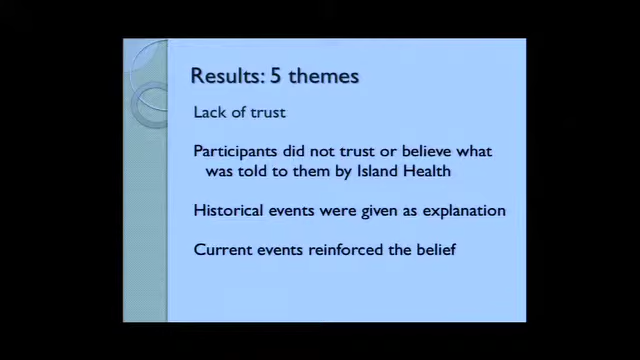 Results: 5 themes
Lack of trust
Participants did not trust or believe what
was told to them by Island Health
Historical events were given as explanation
Current events reinforced the belief